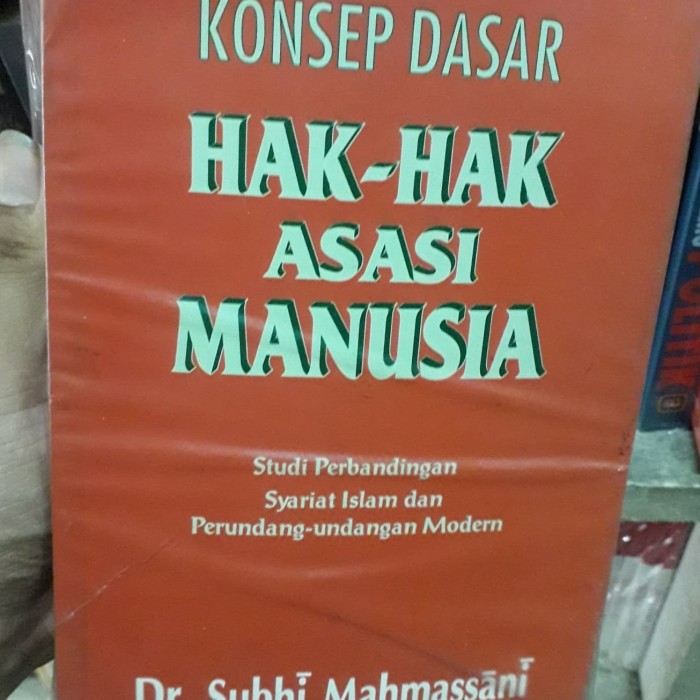 KONSEP DASAR
HAK-HAK
ASASI
MANUSIA
Studi Perbandingan
Syariat Islam dan
Perundang-undangan Modern
Dr. Subhī Mahmassānī